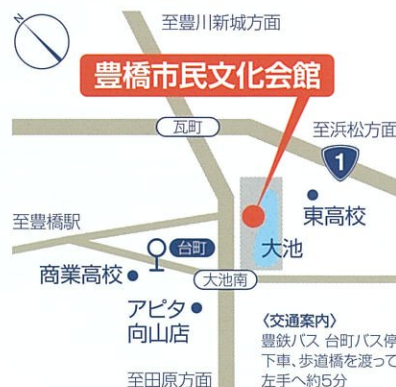 N
至豊川新城方面
豊橋市民文化会館
瓦町
至浜松方面
1
至豊橋駅
東高校
台町
大池
商業高校
大池南
アピタ
向山店
〈交通案内〉
豊鉄バス 台町バス停
下車、歩道橋を渡って
左手へ約5分
至田原方面